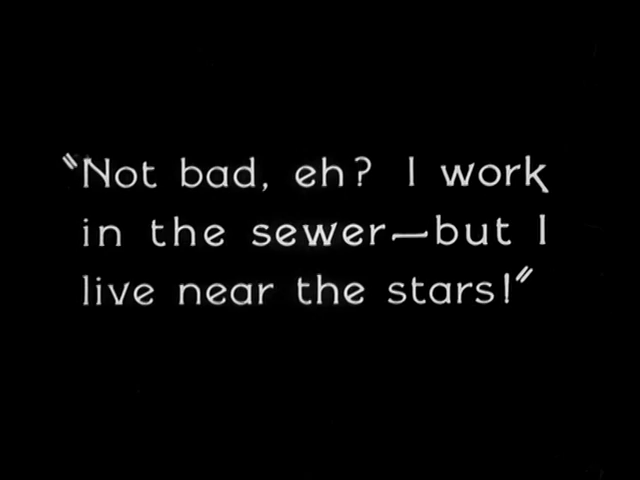 "Not bad, eh? I work
in the sewer—but I
live near the stars!"